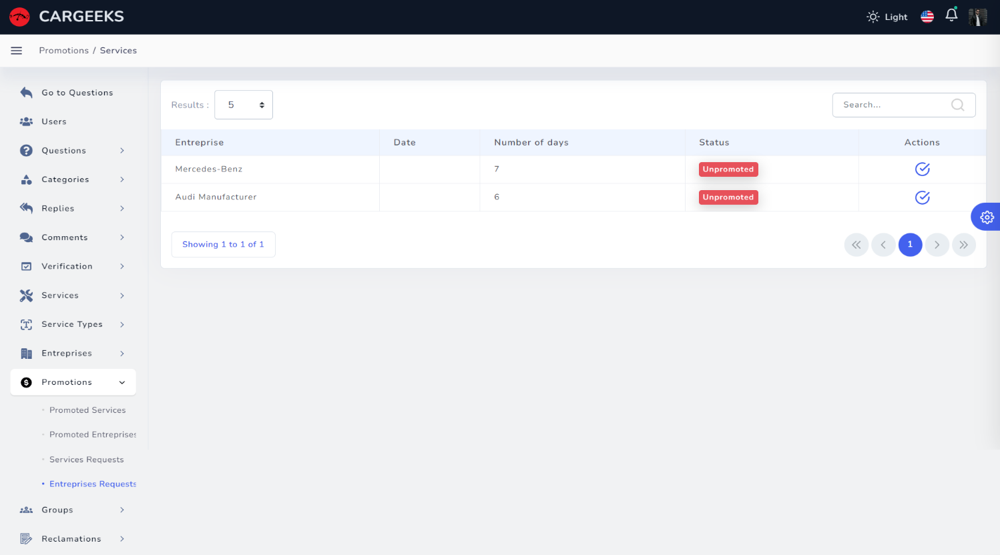 CARGEEKS
Light
Promotions / Services
Go to Questions
Users
Questions
Categories
Replies
Comments
Verification
Services
Service Types
Entreprises
Promotions
Promoted Services
Promoted Entreprises
Services Requests
Entreprises Requests
Groups
Reclamations
Results : 5
Search...
Entreprise Date Number of days Status Actions
Mercedes-Benz 7 Unpromoted
Audi Manufacturer 6 Unpromoted
Showing 1 to 1 of 1
1